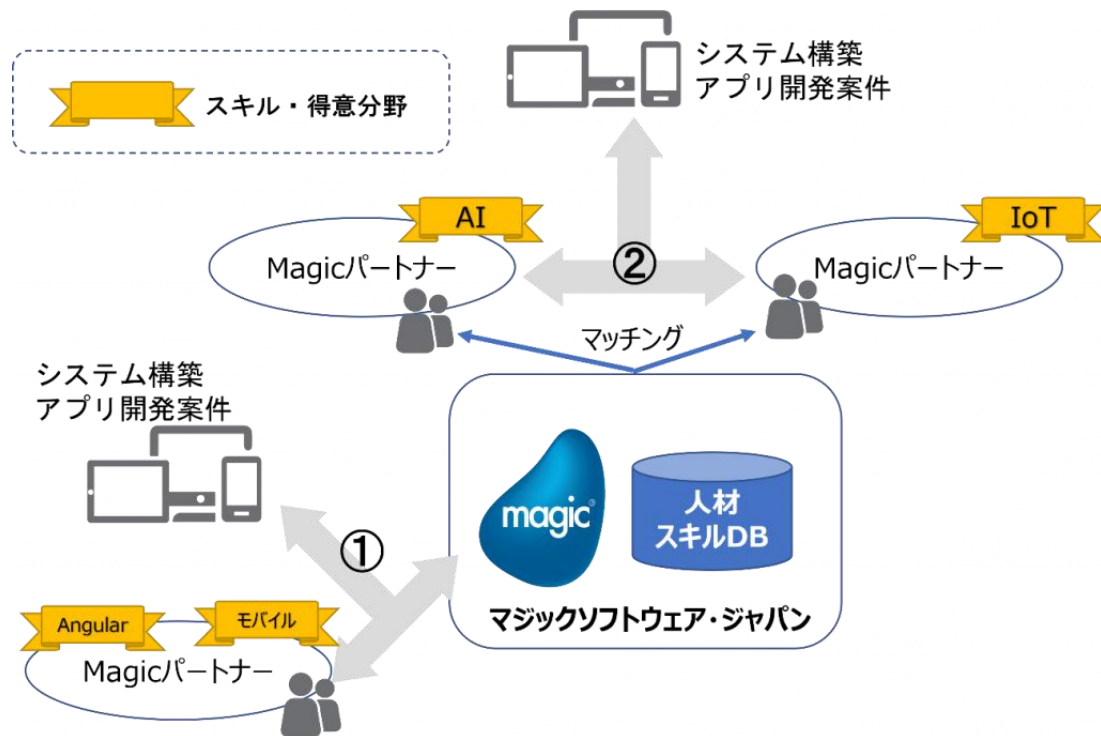 システム構築
アプリ開発案件
スキル・得意分野
AI
IoT
Magicパートナー
②
Magicパートナー
マッチング
システム構築
アプリ開発案件
magic®
人材
スキルDB
①
マジックソフトウェア・ジャパン
Angular
モバイル
Magicパートナー